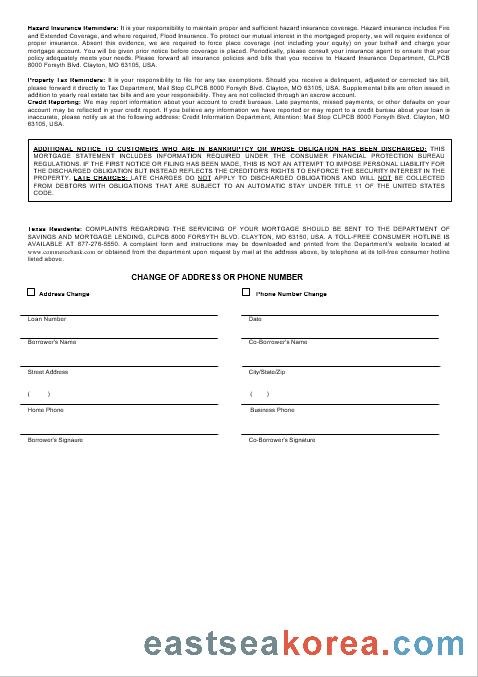 Hazard Insurance Reminders: It is your responsibility to maintain proper and sufficient hazard insurance coverage. Hazard insurance includes Fire
and Extended Coverage, and where required, Flood Insurance. To protect our mutual interest in the mortgaged property, we will require evidence of
proper insurance. Absent this evidence, we are required to force place coverage (not including your equity) on your behalf and charge your
mortgage account. You will be given prior notice before coverage is placed. Periodically, please consult your insurance agent to ensure that your
policy adequately meets your needs. Please forward all insurance policies and bills that you receive to Hazard Insurance Department, CLPCB
8000 Forsyth Blvd. Clayton, MO 63105, USA.
Property Tax Reminders: It is your responsibility to file for any tax exemptions. Should you receive a delinquent, adjusted or corrected tax bill,
please forward it directly to Tax Department, Mail Stop CLPCB 8000 Forsyth Blvd. Clayton, MO 63105, USA. Supplemental bills are often issued in
addition to yearly real estate tax bills and are your responsibility. They are not collected through an escrow account.
Credit Reporting: We may report information about your account to credit bureaus. Late payments, missed payments, or other defaults on your
account may be reflected in your credit report. If you believe any information we have reported or may report to a credit bureau about your loan is
inaccurate, please notify us at the following address: Credit Information Department, Attention: Mail Stop CLPCB 8000 Forsyth Blvd. Clayton, MO
63105, USA.
ADDITIONAL NOTICE TO CUSTOMERS WHO ARE IN BANKRUPTCY OR WHOSE OBLIGATION HAS BEEN DISCHARGED: THIS
MORTGAGE STATEMENT INCLUDES INFORMATION REQUIRED UNDER THE CONSUMER FINANCIAL PROTECTION BUREAU
REGULATIONS. IF THE FIRST NOTICE OR FILING HAS BEEN MADE, THIS IS NOT AN ATTEMPT TO IMPOSE PERSONAL LIABILITY FOR
THE DISCHARGED OBLIGATION BUT INSTEAD REFLECTS THE CREDITOR'S RIGHTS TO ENFORCE THE SECURITY INTEREST IN THE
PROPERTY. LATE CHARGES: LATE CHARGES DO NOT APPLY TO DISCHARGED OBLIGATIONS AND WILL NOT BE COLLECTED
FROM DEBTORS WITH OBLIGATIONS THAT ARE SUBJECT TO AN AUTOMATIC STAY UNDER TITLE 11 OF THE UNITED STATES
CODE.
Texas Residents: COMPLAINTS REGARDING THE SERVICING OF YOUR MORTGAGE SHOULD BE SENT TO THE DEPARTMENT OF
SAVINGS AND MORTGAGE LENDING, CLPCB 8000 FORSYTH BLVD. CLAYTON, MO 63150, USA. A TOLL-FREE CONSUMER HOTLINE IS
AVAILABLE AT 877-276-5550. A complaint form and instructions may be downloaded and printed from the Department's website located at
www.commercebank.com or obtained from the department upon request by mail at the address above, by telephone at its toll-free consumer hotline
listed above.
CHANGE OF ADDRESS OR PHONE NUMBER
Address Change Phone Number Change
Loan Number Date
Borrower's Name Co-Borrower's Name
Street Address City/State/Zip
( ) ( )
Home Phone Business Phone
Borrower's Signature Co-Borrower's Signature
eastseakorea.com